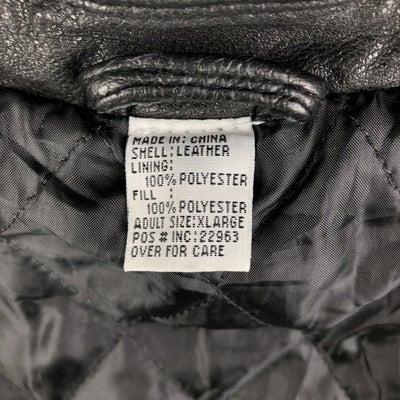 MADE IN: CHINA
SHELL: LEATHER
LINING:
100% POLYESTER
FILL :
100% POLYESTER
ADULT SIZE: XLARGE
POS # INC: 22963
OVER FOR CARE